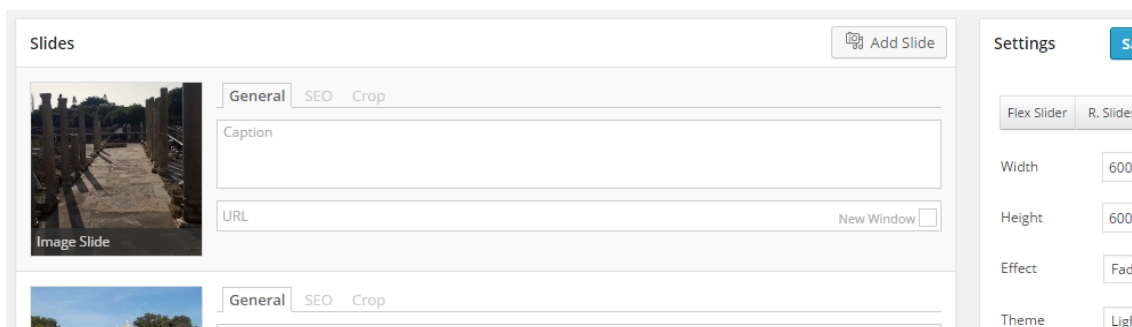 Slides
Add Slide
General SEO Crop
Caption
URL
New Window
Image Slide
General SEO Crop
Settings
Flex Slider
Width 600
Height 600
Effect
Theme